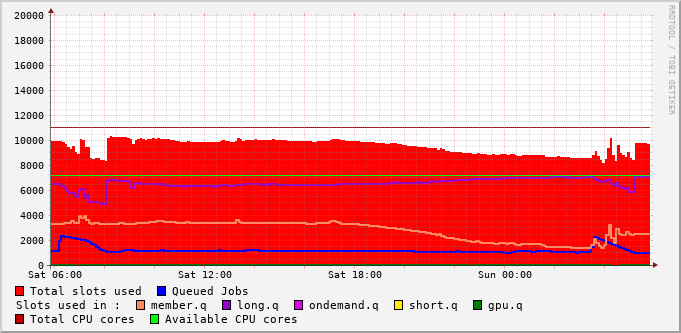 20000
18000
16000
14000
12000
10000
8000
6000
4000
2000
0
Sat 06:00 Sat 12:00 Sat 18:00 Sun 00:00
RRDTOOL / TOBI OETIKER
Total slots used Queued Jobs
Slots used in : member.q long.q ondemand.q short.q gpu.q
Total CPU cores Available CPU cores